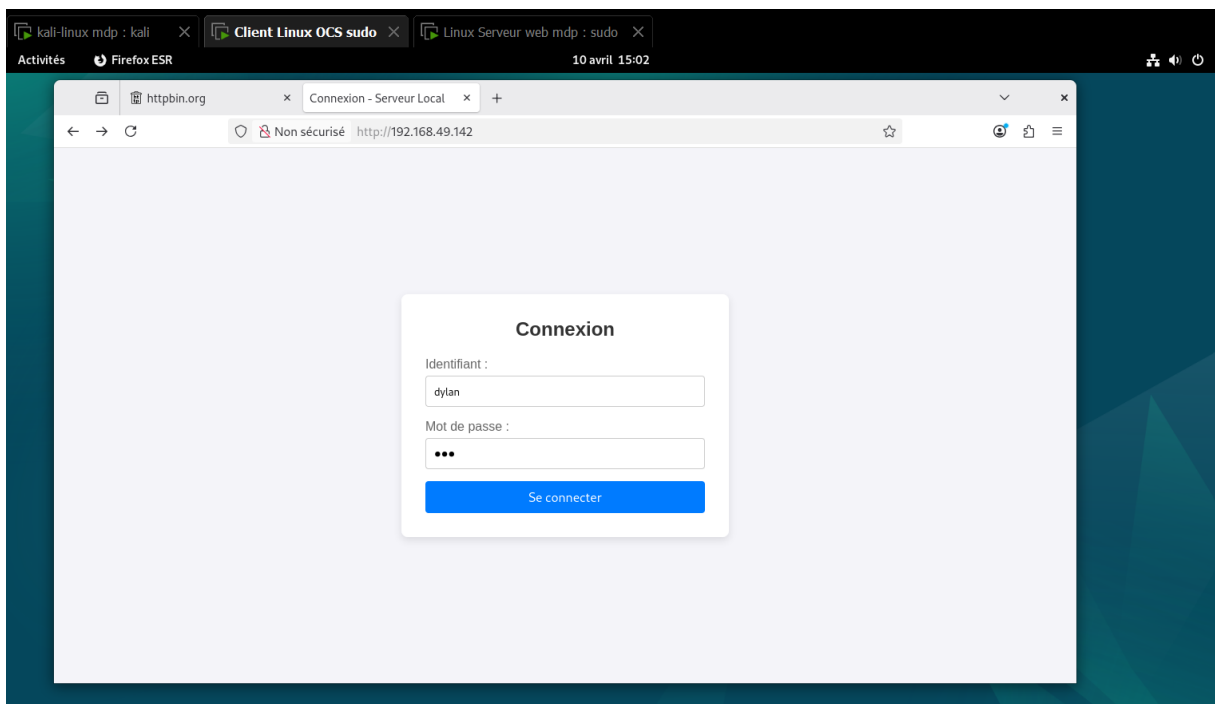 kali-linux mdp : kali Client Linux OCS sudo Linux Serveur web mdp : sudo
Activités Firefox ESR 10 avril 15:02
httpbin.org Connexion - Serveur Local
Non sécurisé http://192.168.49.142
Connexion
Identifiant :
dylan
Mot de passe :
•••
Se connecter